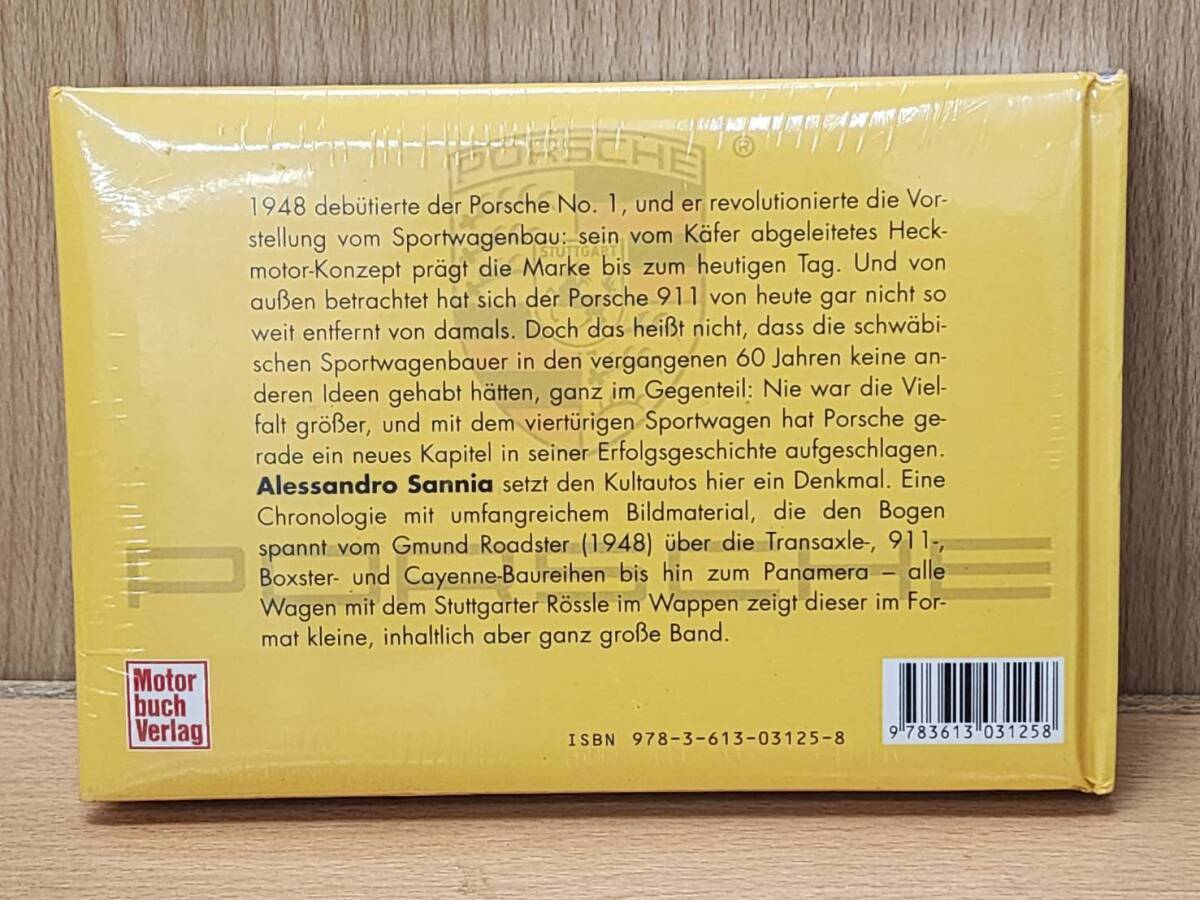 PORSCHE ®
1948 debütierte der Porsche No. 1, und er revolutionierte die Vor-
stellung vom Sportwagenbau: sein vom Käfer abgeleitetes Heck-
STUTTGART
motor-Konzept prägt die Marke bis zum heutigen Tag. Und von
außen betrachtet hat sich der Porsche 911 von heute gar nicht so
weit entfernt von damals. Doch das heißt nicht, dass die schwäbi-
schen Sportwagenbauer in den vergangenen 60 Jahren keine an-
deren Ideen gehabt hätten, ganz im Gegenteil: Nie war die Viel-
falt größer, und mit dem viertürigen Sportwagen hat Porsche ge-
rade ein neues Kapitel in seiner Erfolgsgeschichte aufgeschlagen.
Alessandro Sannia setzt den Kultautos hier ein Denkmal. Eine
Chronologie mit umfangreichem Bildmaterial, die den Bogen
spannt vom Gmund Roadster (1948) über die Transaxle-, 911-,
PORSCHE
Boxster- und Cayenne-Baureihen bis hin zum Panamera – alle
Wagen mit dem Stuttgarter Rössle im Wappen zeigt dieser im For-
mat kleine, inhaltlich aber ganz große Band.
Motor
buch
Verlag
ISBN 978-3-613-03125-8
9 783613 031258